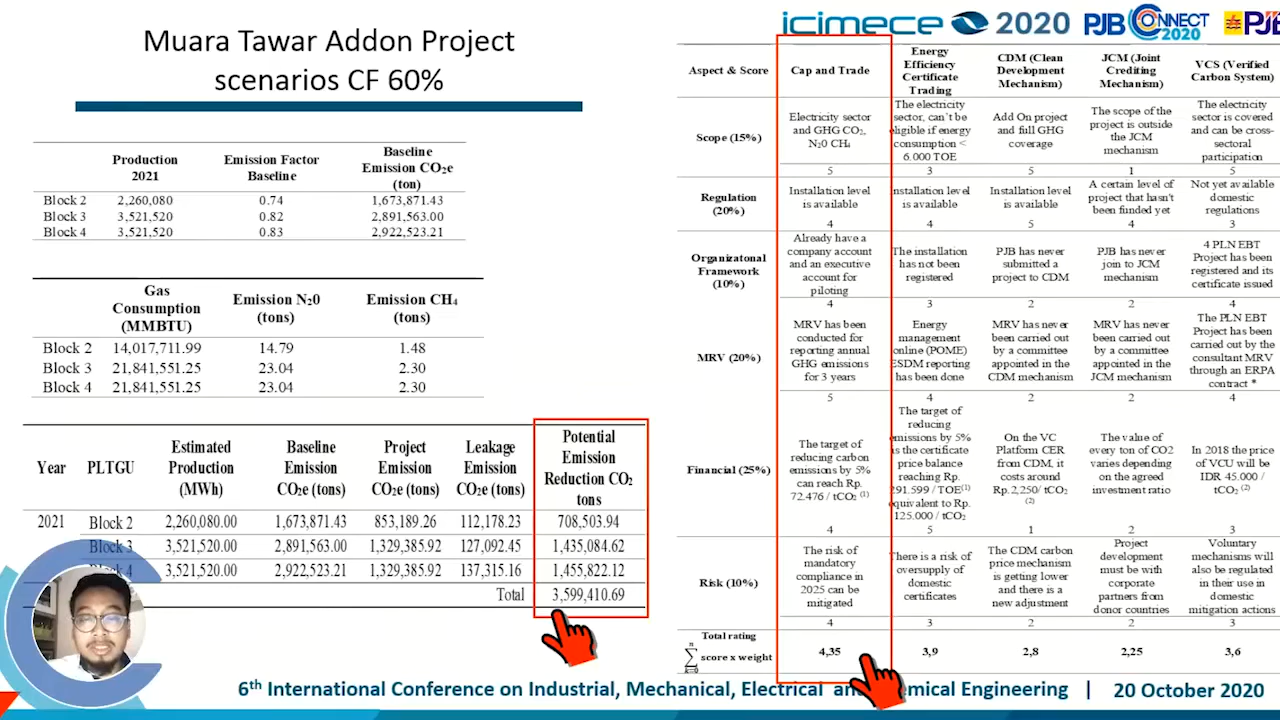 icimece 2020 PJB CONNECT 2020 PJB
Muara Tawar Addon Project
scenarios CF 60%
Production
2021
Emission Factor
Baseline
Baseline
Emission CO2e
(ton)
Block 2 2,260,080 0.74 1,673,871.43
Block 3 3,521,520 0.82 2,891,563.00
Block 4 3,521,520 0.83 2,922,523.21
Gas
Consumption
(MMBTU)
Emission N20
(tons)
Emission CH4
(tons)
Block 2 14,017,711.99 14.79 1.48
Block 3 21,841,551.25 23.04 2.30
Block 4 21,841,551.25 23.04 2.30
Year
PLTGU
Estimated
Production
(MWh)
Baseline
Emission
CO2e (tons)
Project
Emission
CO2e (tons)
Leakage
Emission
CO2e (tons)
Potential
Emission
Reduction CO2
tons
2021 Block 2 2,260,080.00 1,673,871.43 853,189.26 112,178.23 708,503.94
Block 3 3,521,520.00 2,891,563.00 1,329,385.92 127,092.45 1,435,084.62
4 3,521,520.00 2,922,523.21 1,329,385.92 137,315.16 1,455,822.12
Total 3,599,410.69
Aspect & Score
Cap and Trade
Energy
Efficiency
Certificate
Trading
CDM (Clean
Development
Mechanism)
JCM (Joint
Crediting
Mechanism)
VCS (Verified
Carbon System)
Scope (15%)
Electricity sector
and GHG CO2,
N20 CH4
The electricity
sector, can't be
eligible if energy
consumption <
6.000 TOE
Add On project
and full GHG
coverage
The scope of the
project is outside
the JCM
mechanism
The electricity
sector is covered
and can be cross-
sectoral
participation
5 3 5 1 5
Regulation
(20%)
Installation level
is available
nstallation level
is available
Installation level
is available
A certain level of
project that hasn't
been funded yet
Not yet available
domestic
regulations
4 4 5 4 3
Organizatonal
Framework
(10%)
Already have a
company account
and an executive
account for
piloting
The installation
has not been
registered
PJB has never
submitted a
project to CDM
PJB has never
join to JCM
mechanism
4 PLN EBT
Project has been
registered and its
certificate issued
4 3 2 2 4
MRV (20%)
MRV has been
conducted for
reporting annual
GHG emissions
for 3 years
Energy
management
online (POME)
ESDM reporting
has been done
MRV has never
been carried out
by a committee
appointed in the
CDM mechanism
MRV has never
been carried out
by a committee
appointed in the
JCM mechanism
The PLN EBT
Project has been
carried out by the
consultant MRV
through an ERPA
contract *
5 4 2 2 4
Financial (25%)
The target of
reducing carbon
emissions by 5%
can reach Rp.
72.476 / tCO2 (1)
The target of
reducing
emissions by 5%
is the certificate
price balance
reaching Rp.
291.599 / TOE(1)
equivalent to Rp.
125.000 / tCO2
On the VC
Platform CER
from CDM, it
costs around
Rp.2,250/ tCO2
(2)
The value of
every ton of CO2
varies depending
on the agreed
investment ratio
In 2018 the price
of VCU will be
IDR 45.000 /
tCO2 (2)
4 5 1 2 3
Risk (10%)
The risk of
mandatory
compliance in
2025 can be
mitigated
There is a risk of
oversupply of
domestic
certificates
The CDM carbon
price mechanism
is getting lower
and there is a
new adjustment
Project
development
must be with
corporate
partners from
donor countries
Voluntary
mechanisms will
also be regulated
in their use in
domestic
mitigation actions
4 3 2 2 3
Total rating
score x weight
4,35 3,9 2,8 2,25 3,6
6th International Conference on Industrial, Mechanical, Electrical and Chemical Engineering | 20 October 2020